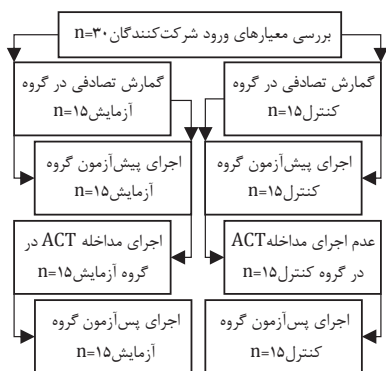 بررسی معیارهای ورود شرکت‌کنندگان n=۳۰
گمارش تصادفی در گروه
کنترل n=۱۵
گمارش تصادفی در گروه
آزمایش n=۱۵
اجرای پیش‌آزمون گروه
کنترل n=۱۵
اجرای پیش‌آزمون گروه
آزمایش n=۱۵
عدم اجرای مداخله ACT
در گروه کنترل n=۱۵
اجرای مداخله ACT در
گروه آزمایش n=۱۵
اجرای پس‌آزمون گروه
کنترل n=۱۵
اجرای پس‌آزمون گروه
آزمایش n=۱۵